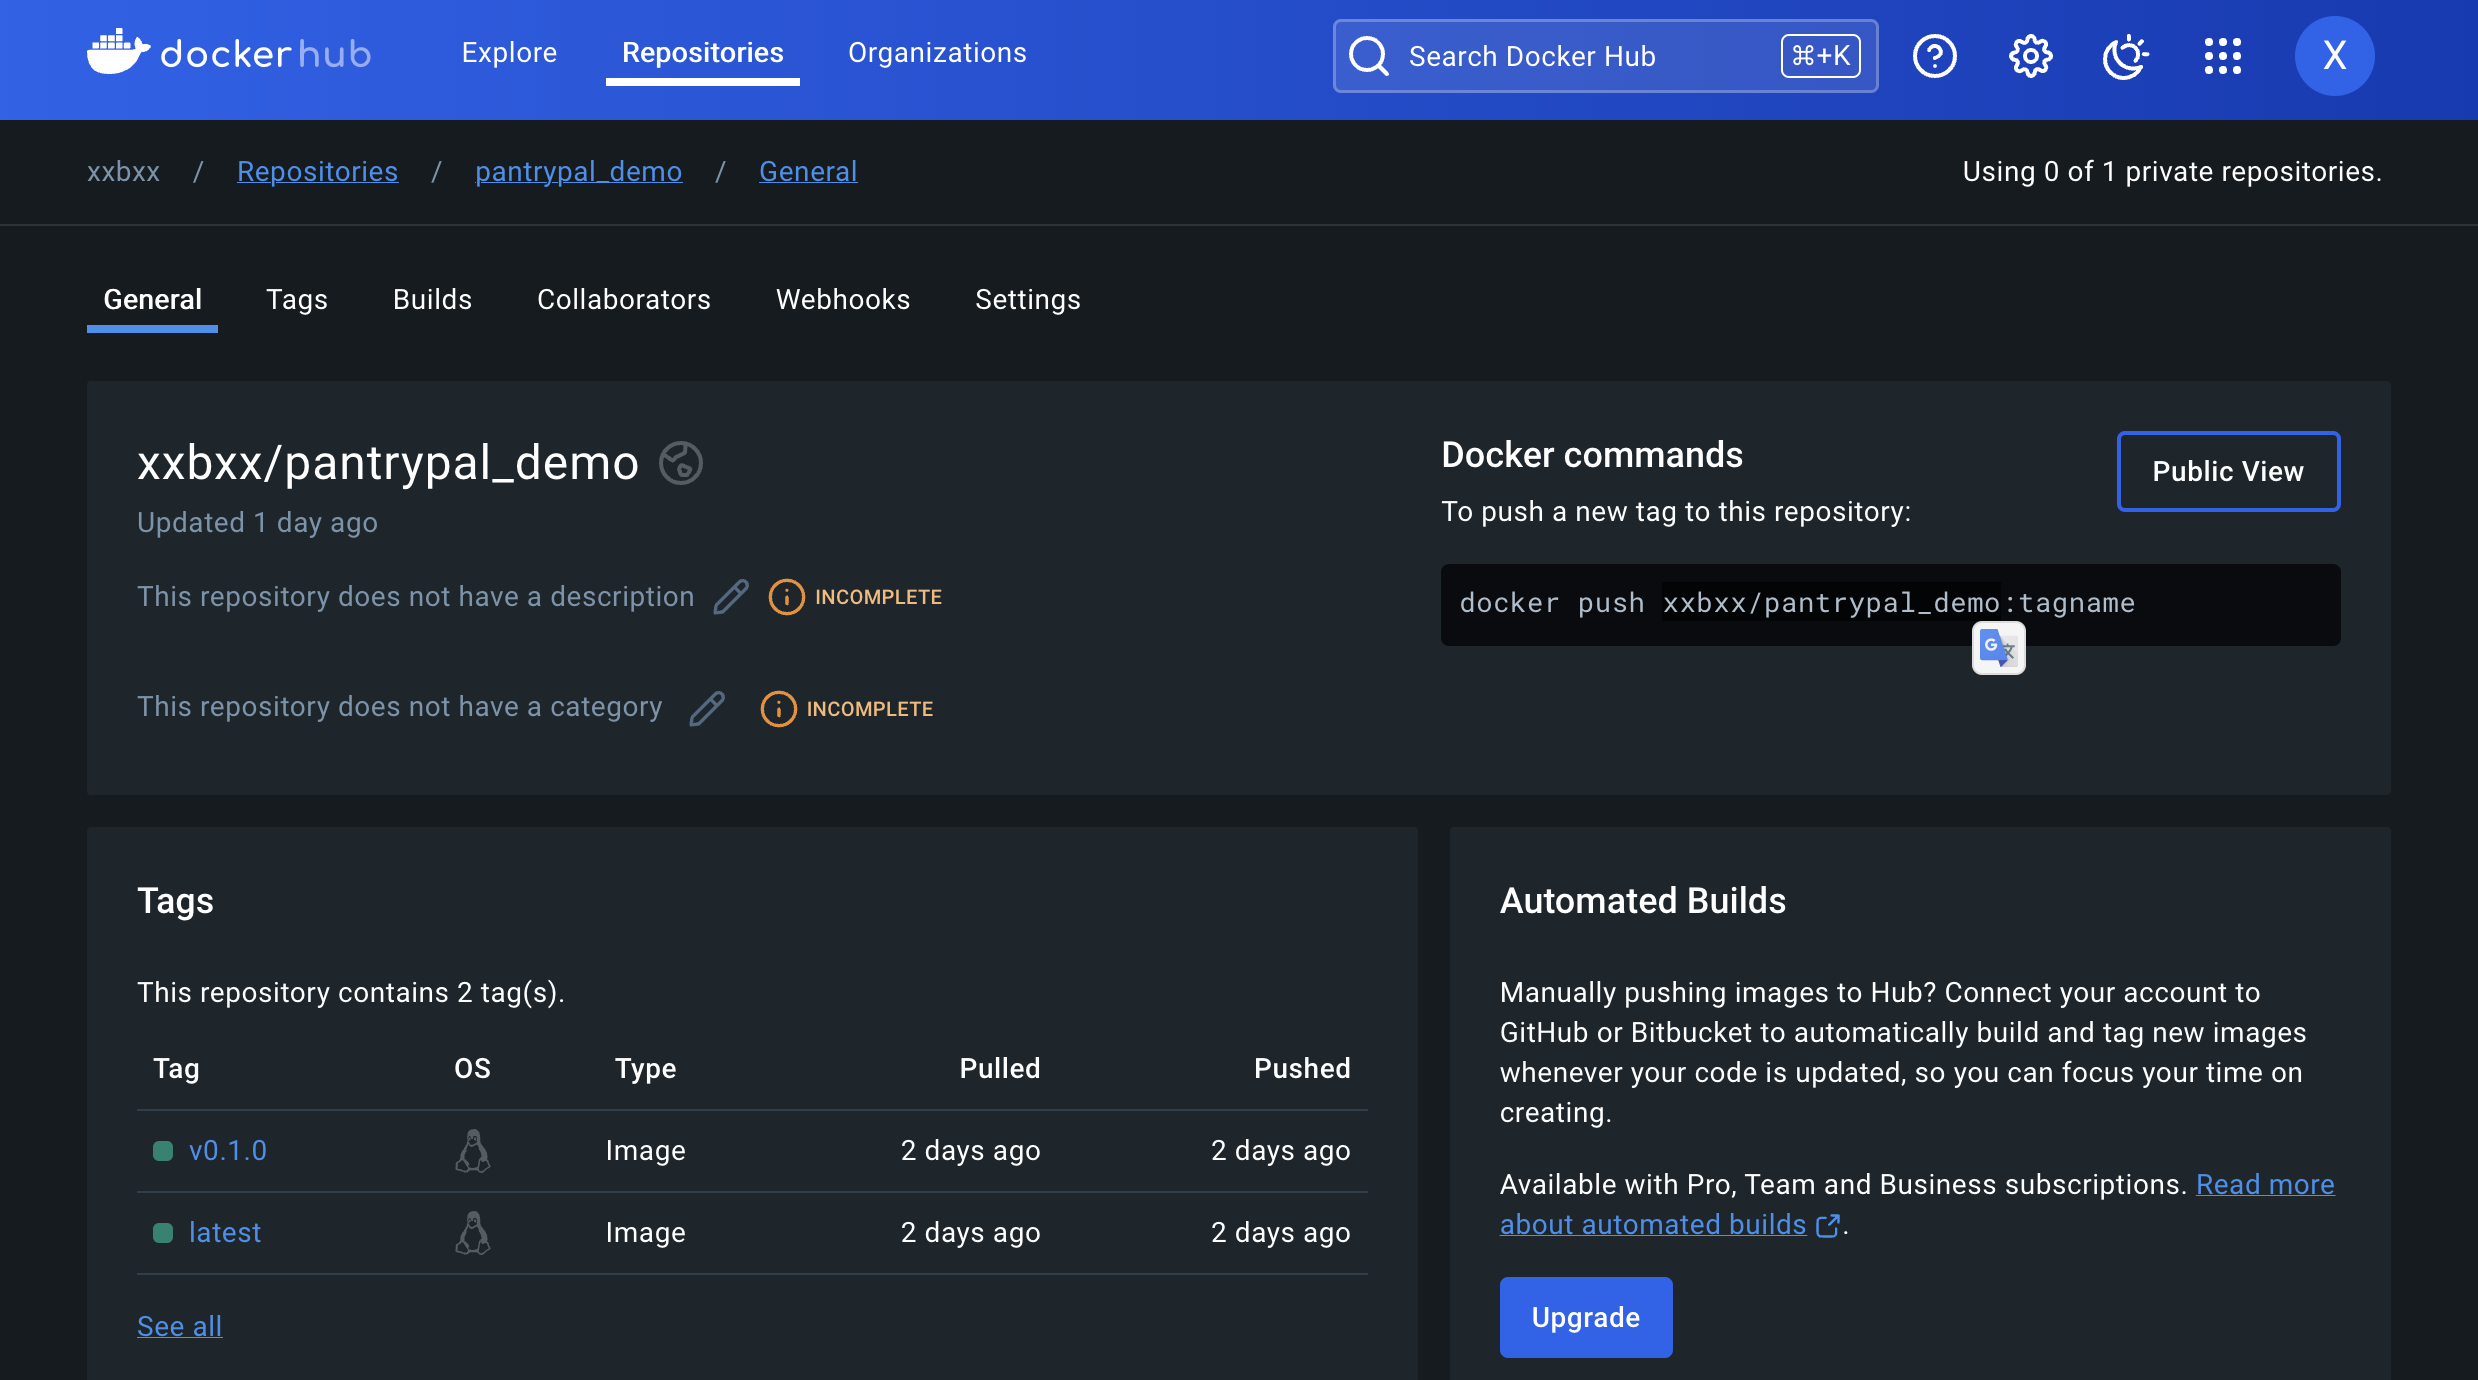 dockerhub
Explore
Repositories
Organizations
Search Docker Hub
⌘+K
X
xxbxx / Repositories / pantrypal_demo / General
Using 0 of 1 private repositories.
General
Tags
Builds
Collaborators
Webhooks
Settings
xxbxx/pantrypal_demo
Updated 1 day ago
This repository does not have a description
INCOMPLETE
This repository does not have a category
INCOMPLETE
Docker commands
To push a new tag to this repository:
Public View
docker push xxbxx/pantrypal_demo:tagname
G 文
Tags
This repository contains 2 tag(s).
Tag OS Type Pulled Pushed
v0.1.0 Image 2 days ago 2 days ago
latest Image 2 days ago 2 days ago
See all
Automated Builds
Manually pushing images to Hub? Connect your account to
GitHub or Bitbucket to automatically build and tag new images
whenever your code is updated, so you can focus your time on
creating.
Available with Pro, Team and Business subscriptions. Read more
about automated builds.
Upgrade